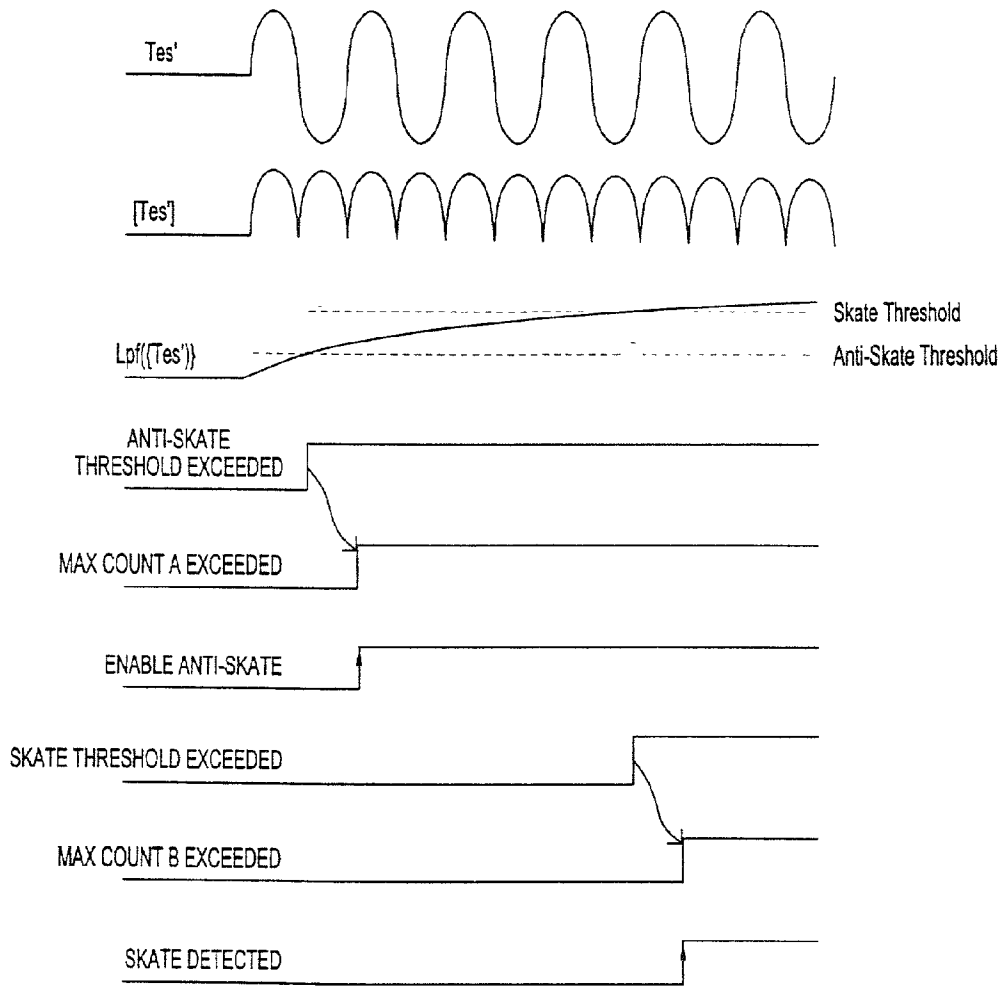 Tes'
[Tes']
Skate Threshold
Lpf({Tes')}
Anti-Skate Threshold
ANTI-SKATE
THRESHOLD EXCEEDED
MAX COUNT A EXCEEDED
ENABLE ANTI-SKATE
SKATE THRESHOLD EXCEEDED
MAX COUNT B EXCEEDED
SKATE DETECTED